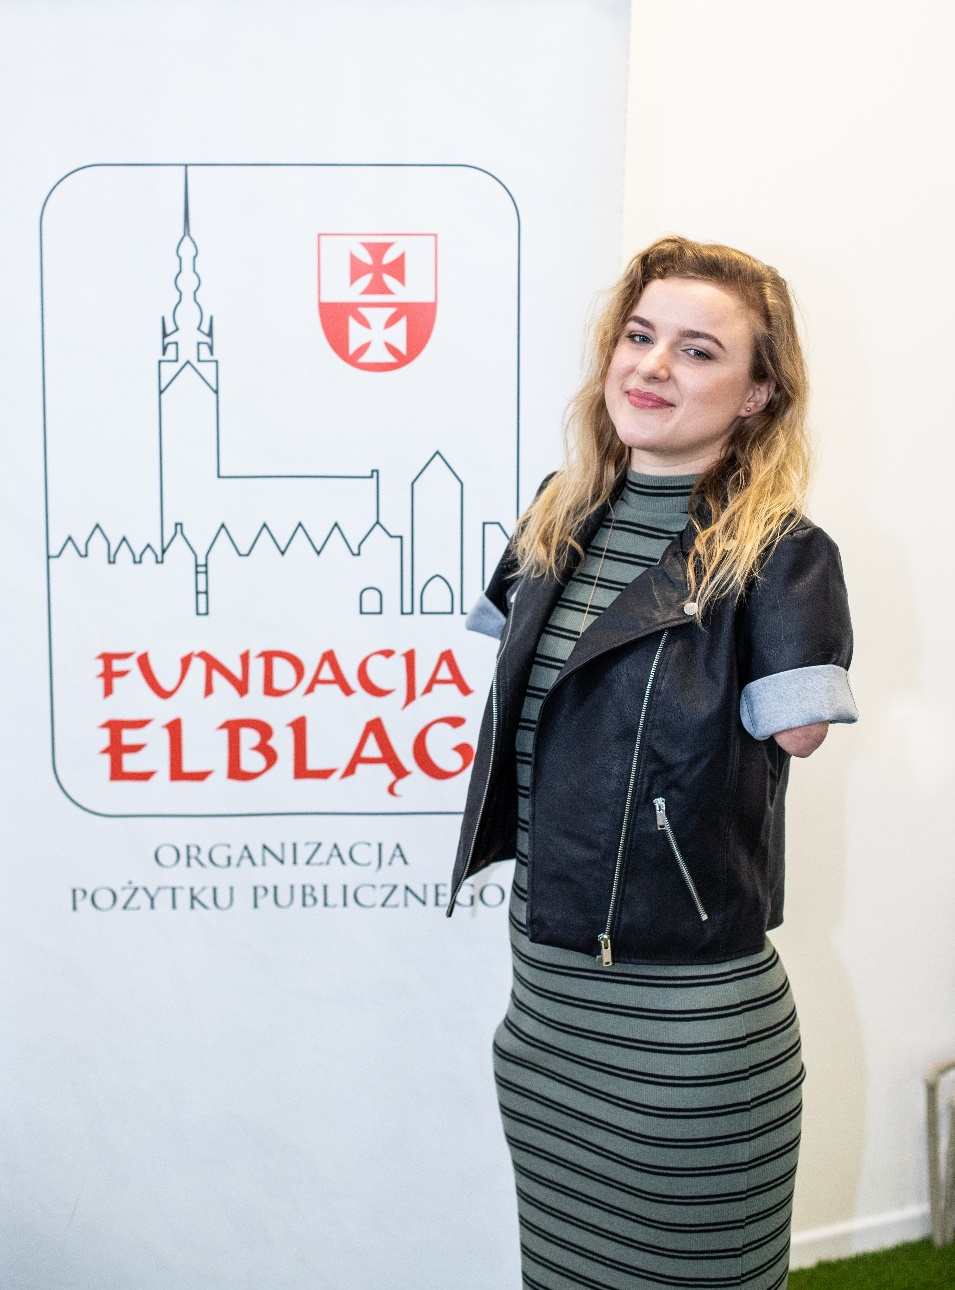 FUNDACJA
ELBLĄG
ORGANIZACJA
POŻYTKU PUBLICZNEGO